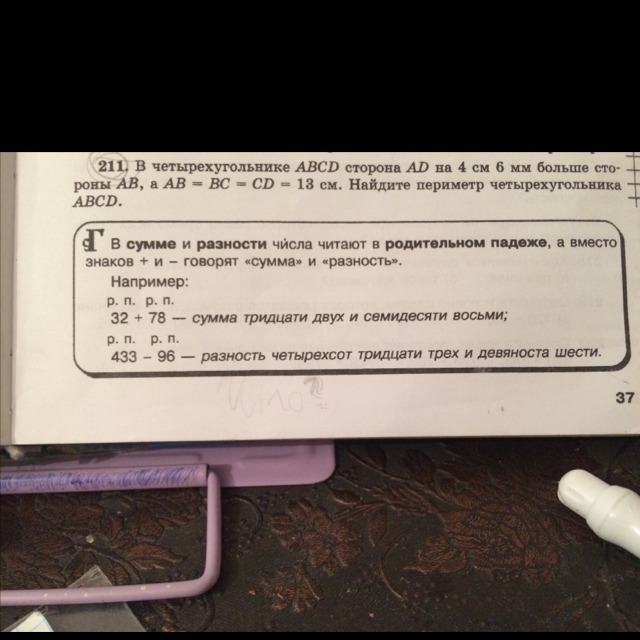 211. В четырехугольнике ABCD сторона AD на 4 см 6 мм больше сто-
роны AB, а AB = BC = CD = 13 см. Найдите периметр четырехугольника
ABCD.
Г В сумме и разности чи́сла читают в родительном падеже, а вместо
знаков + и – говорят «сумма» и «разность».
Например:
р. п. р. п.
32 + 78 — сумма тридцати двух и семидесяти восьми;
р. п. р. п.
433 – 96 — разность четырехсот тридцати трех и девяноста шести.
37